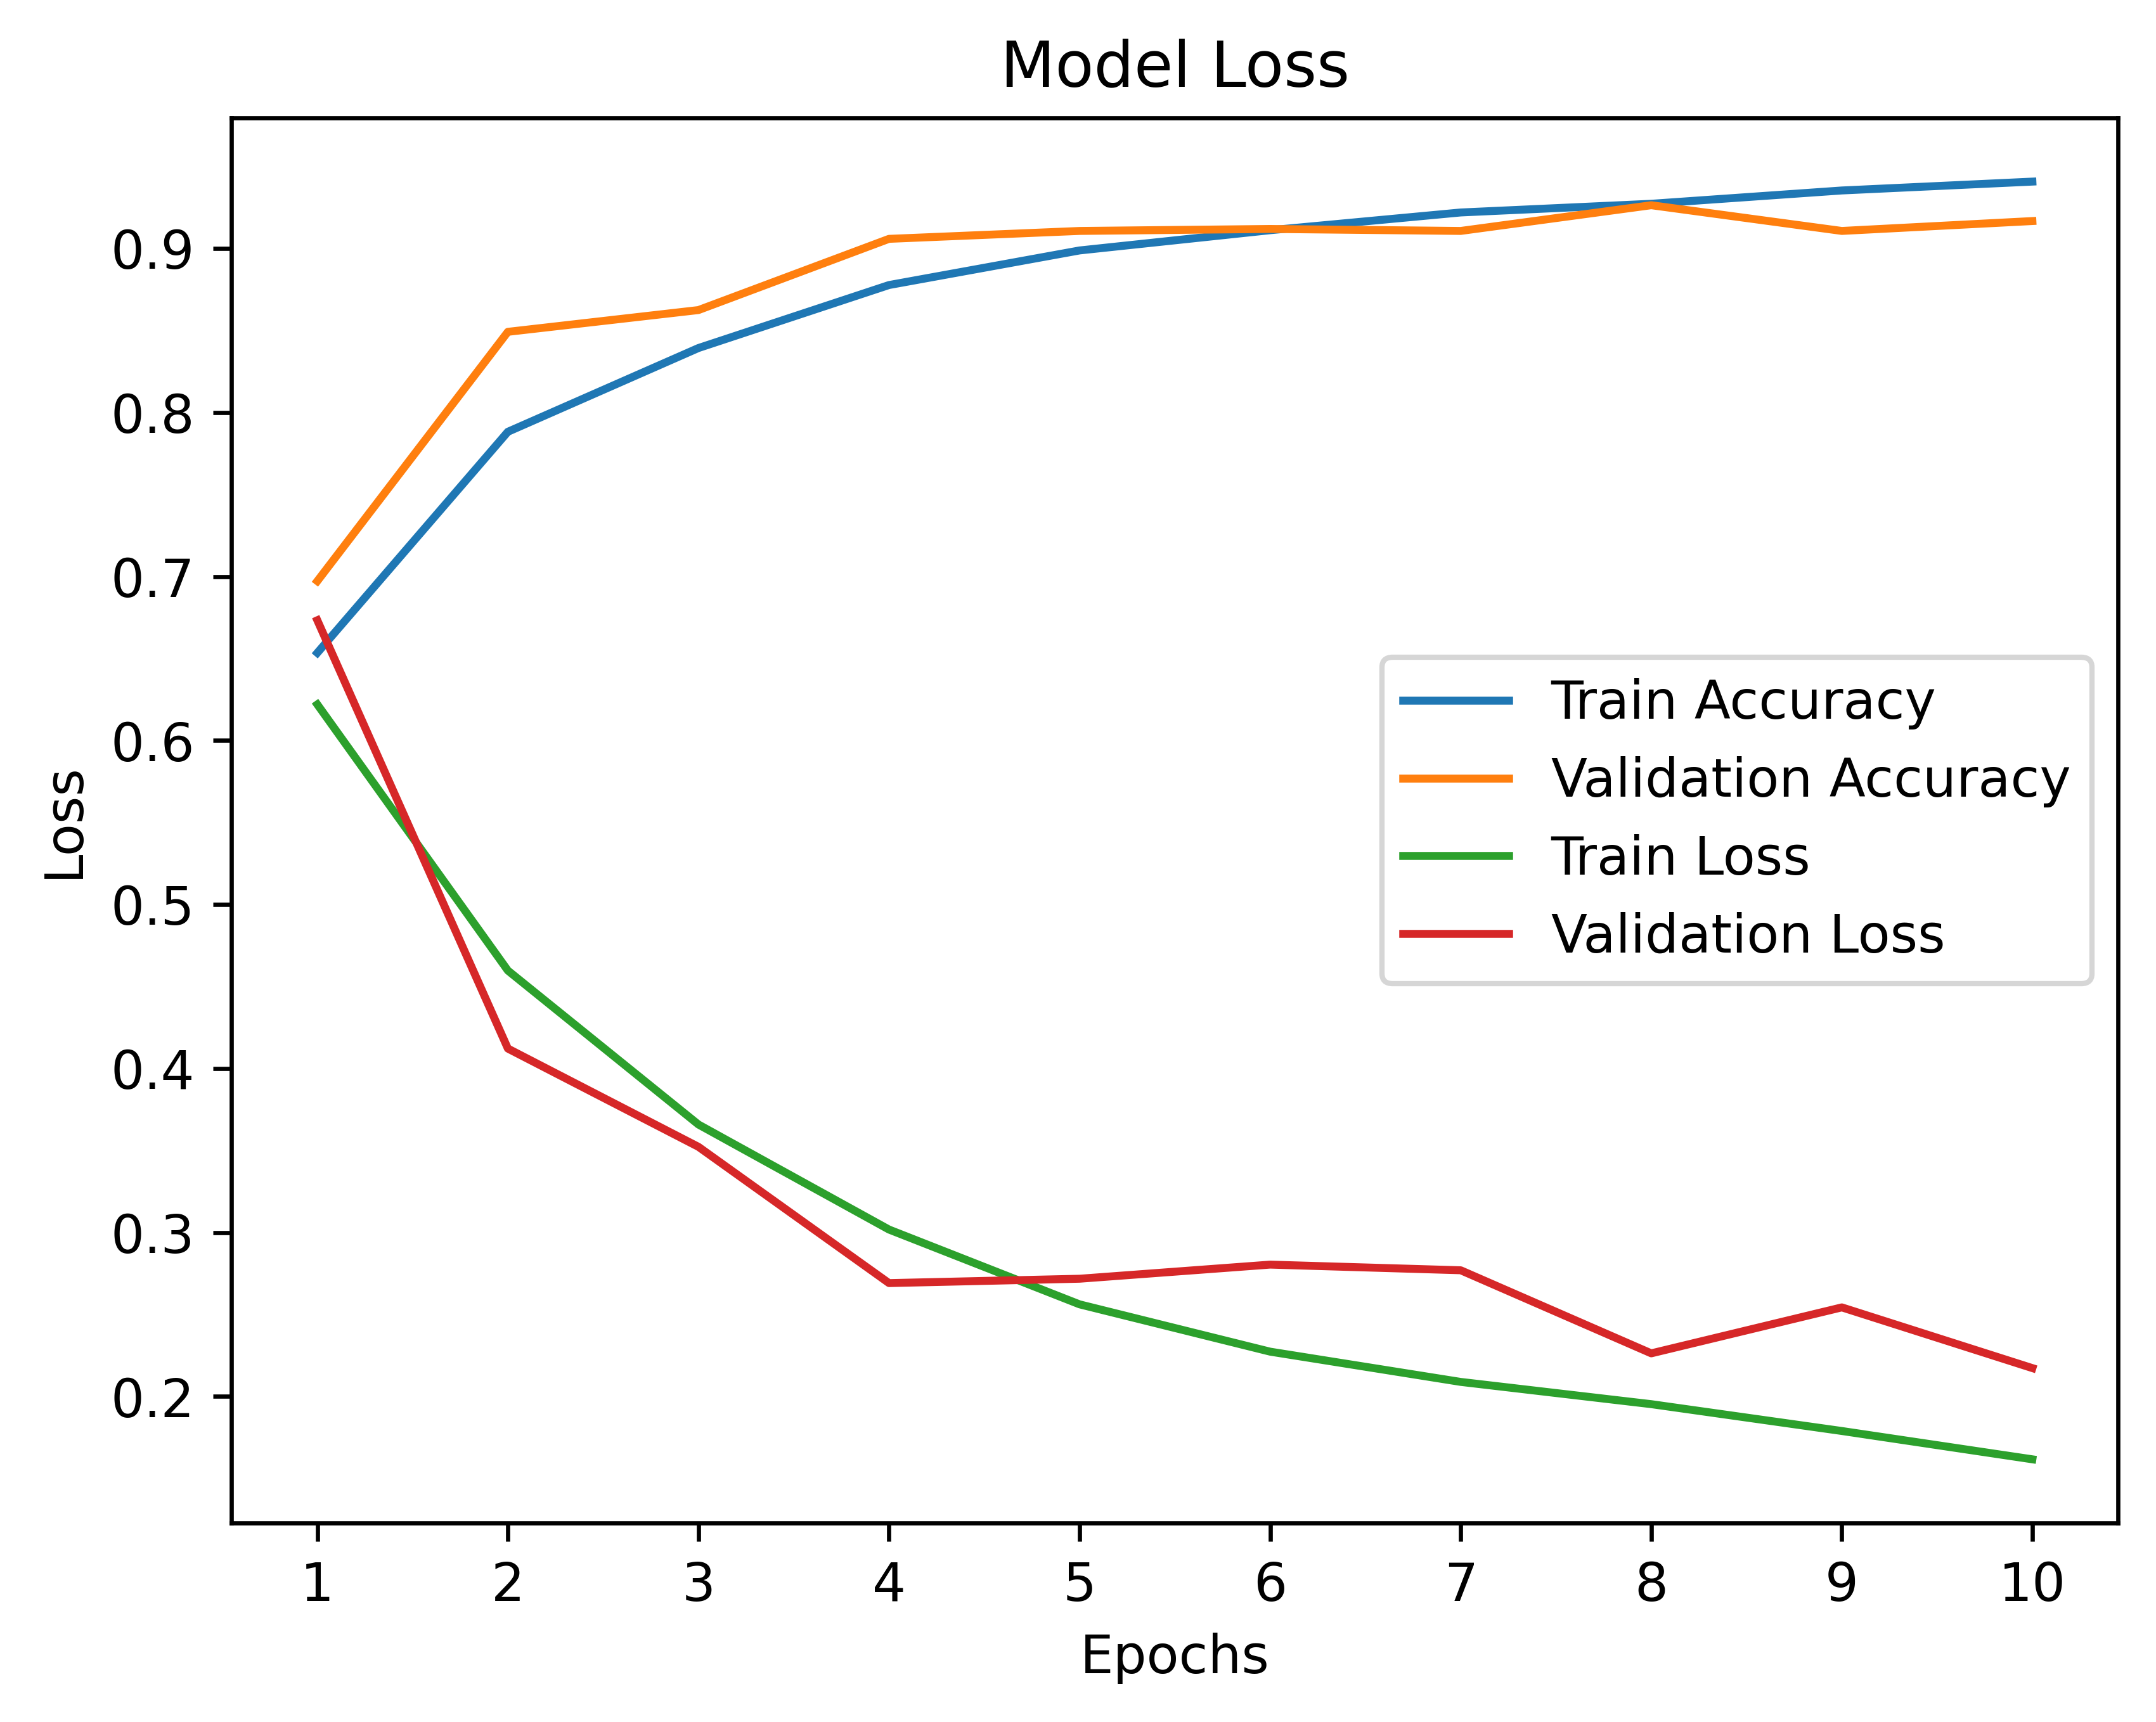 Model Loss
0.9
0.8
0.7
0.6
0.5
0.4
0.3
0.2
Loss
Train Accuracy
Validation Accuracy
Train Loss
Validation Loss
1 2 3 4 5 6 7 8 9 10
Epochs